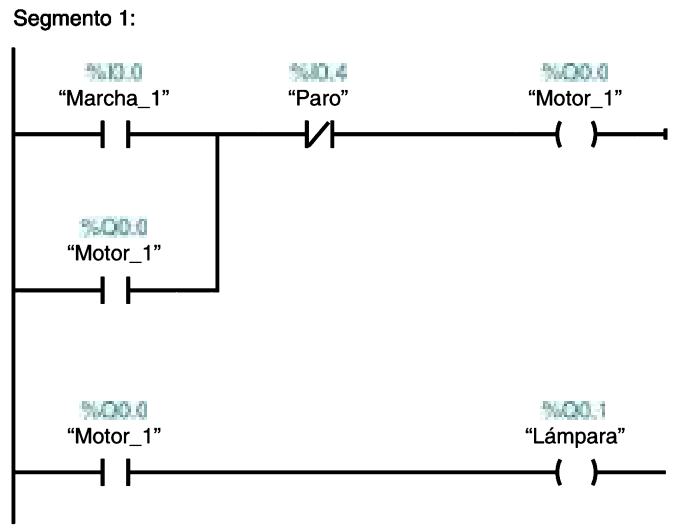 Segmento 1:
%I0.0 %I0.4 %Q0.0
“Marcha_1” “Paro” “Motor_1”
%Q0.0
“Motor_1”
%Q0.0 %Q0.1
“Motor_1” “Lámpara”